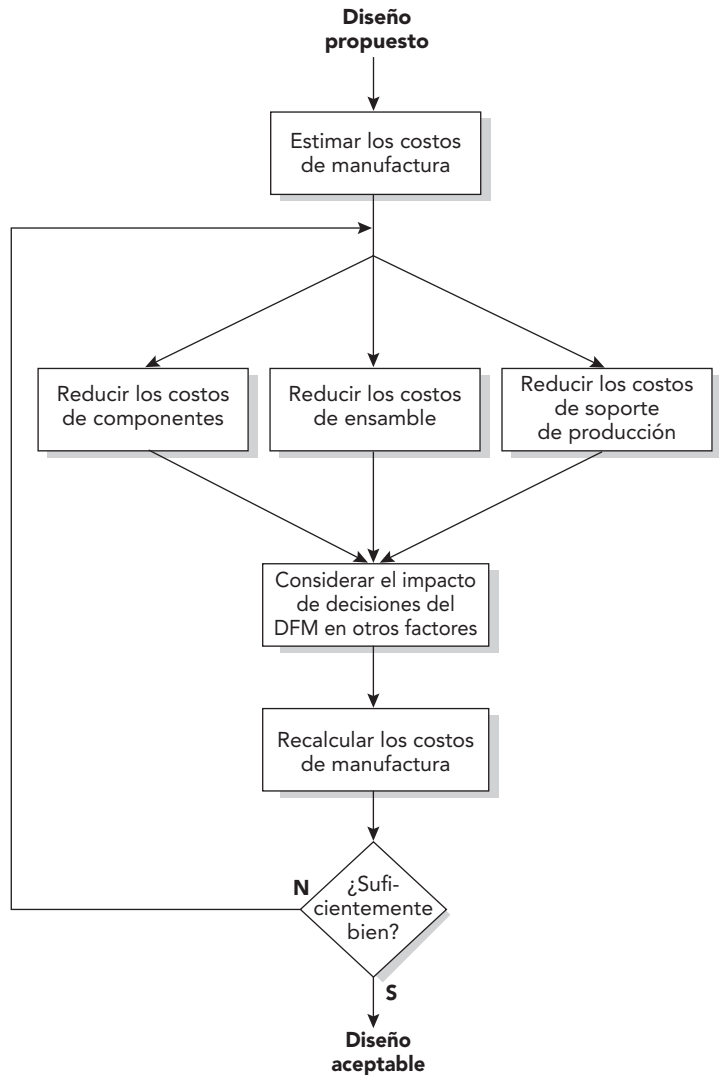 Diseño
propuesto
Estimar los costos
de manufactura
Reducir los costos
de componentes
Reducir los costos
de ensamble
Reducir los costos
de soporte
de producción
Considerar el impacto
de decisiones del
DFM en otros factores
Recalcular los costos
de manufactura
N
¿Sufi-
cientemente
bien?
S
Diseño
aceptable